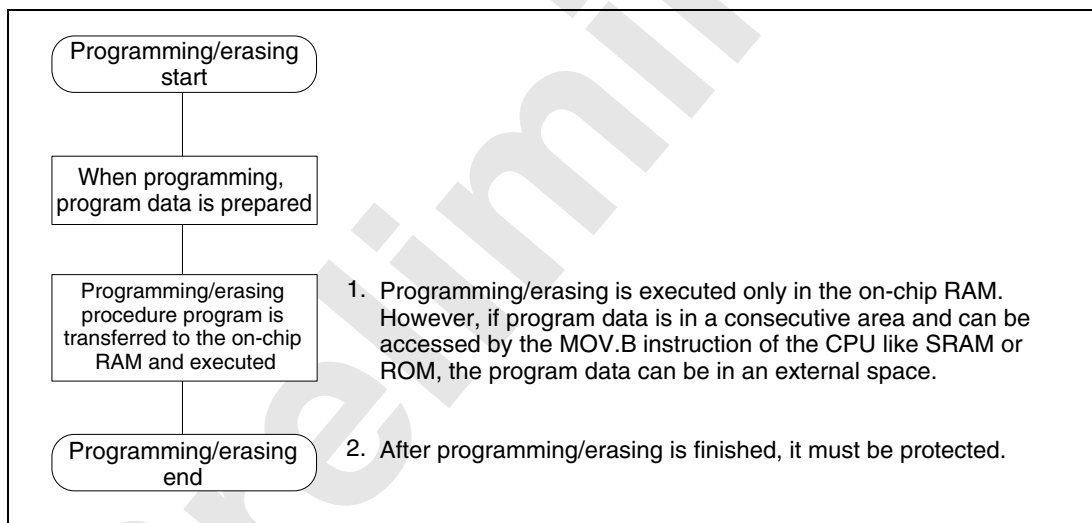 Programming/erasing
start
When programming,
program data is prepared
Programming/erasing
procedure program is
transferred to the on-chip
RAM and executed
1. Programming/erasing is executed only in the on-chip RAM.
However, if program data is in a consecutive area and can be
accessed by the MOV.B instruction of the CPU like SRAM or
ROM, the program data can be in an external space.
Programming/erasing
end
2. After programming/erasing is finished, it must be protected.
relimi